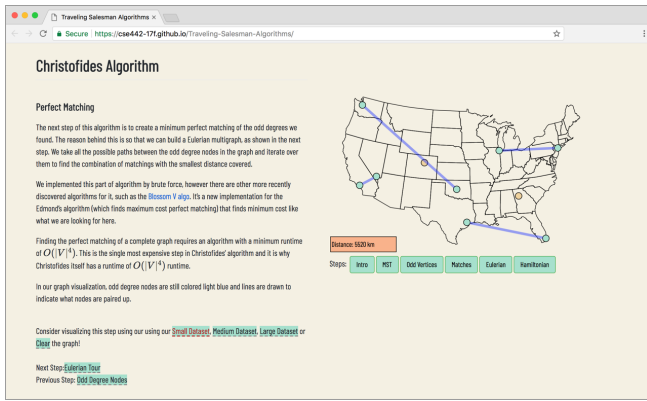 Traveling Salesman Algorithms ×
Secure | https://cse442-17f.github.io/Traveling-Salesman-Algorithms/
Christofides Algorithm
Perfect Matching
The next step of this algorithm is to create a minimum perfect matching of the odd degrees we
found. The reason behind this is so that we can build a Eulerian multigraph, as shown in the next
step. We take all the possible paths between the odd degree nodes in the graph and iterate over
them to find the combination of matchings with the smallest distance covered.
We implemented this part of algorithm by brute force, however there are other more recently
discovered algorithms for it, such as the Blossom V algo. it's a new implementation for the
Edmond's algorithm (which finds maximum cost perfect matching) that finds minimum cost like
what we are looking for here.
Finding the perfect matching of a complete graph requires an algorithm with a minimum runtime
of O(|V|⁴). This is the single most expensive step in Christofides' algorithm and it is why
Christofides itself has a runtime of O(|V|⁴) runtime.
In our graph visualization, odd degree nodes are still colored light blue and lines are drawn to
indicate what nodes are paired up.
Consider visualizing this step using our using our Small Dataset, Medium Dataset, Large Dataset or
Clear the graph!
Next Step:Eulerian Tour
Previous Step: Odd Degree Nodes
Distance: 5520 km
Steps: Intro MST Odd Vertices Matches Eulerian Hamiltonian